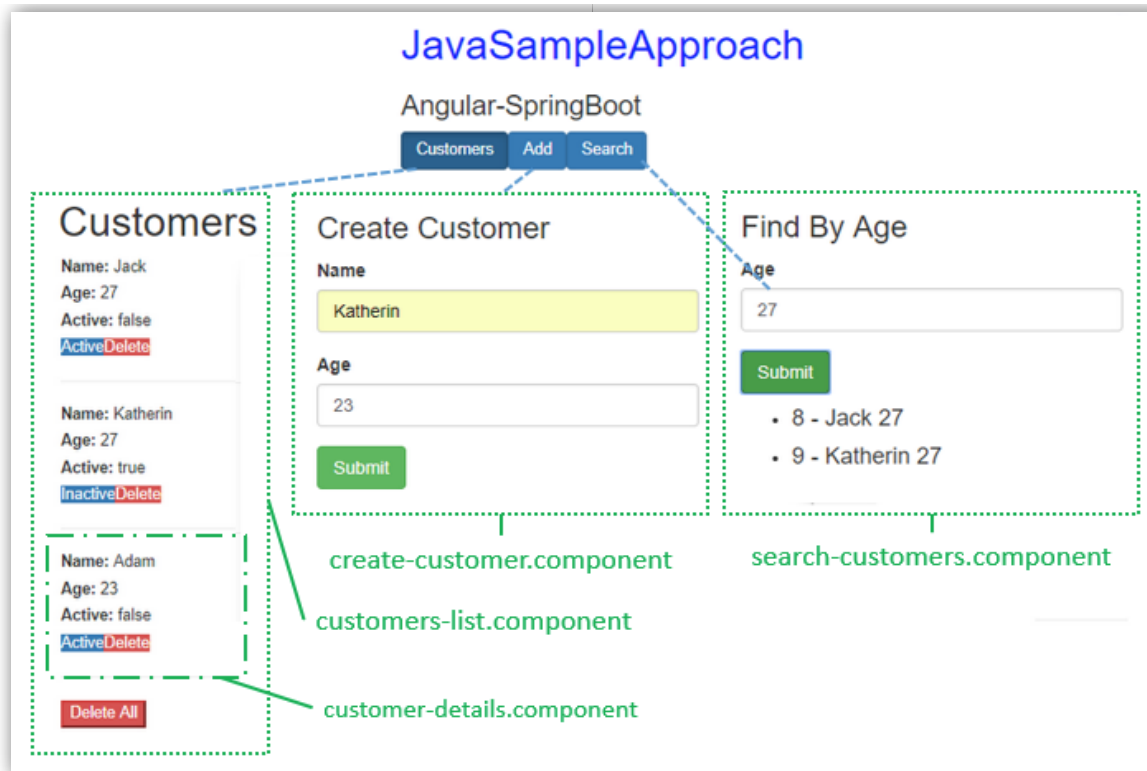 JavaSampleApproach
Angular-SpringBoot
Customers Add Search
Customers
Name: Jack
Age: 27
Active: false
ActiveDelete
Name: Katherin
Age: 27
Active: true
InactiveDelete
Name: Adam
Age: 23
Active: false
ActiveDelete
Delete All
Create Customer
Name
Katherin
Age
23
Submit
Find By Age
Age
27
Submit
• 8 - Jack 27
• 9 - Katherin 27
create-customer.component
search-customers.component
customers-list.component
customer-details.component